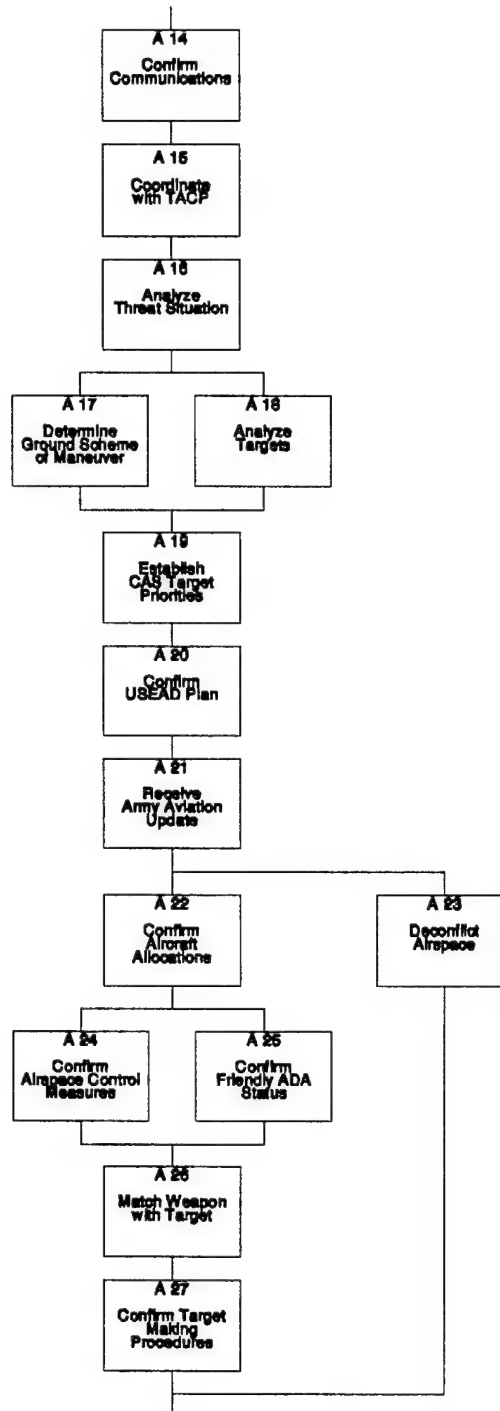 A 14
Confirm
Communications
A 15
Coordinate
with TACP
A 16
Analyze
Threat Situation
A 17
Determine
Ground Scheme
of Maneuver
A 18
Analyze
Targets
A 19
Establish
CAS Target
Priorities
A 20
Confirm
USEAD Plan
A 21
Receive
Army Aviation
Update
A 22
Confirm
Aircraft
Allocations
A 23
Deconflict
Airspace
A 24
Confirm
Airspace Control
Measures
A 25
Confirm
Friendly ADA
Status
A 26
Match Weapon
with Target
A 27
Confirm Target
Making
Procedures